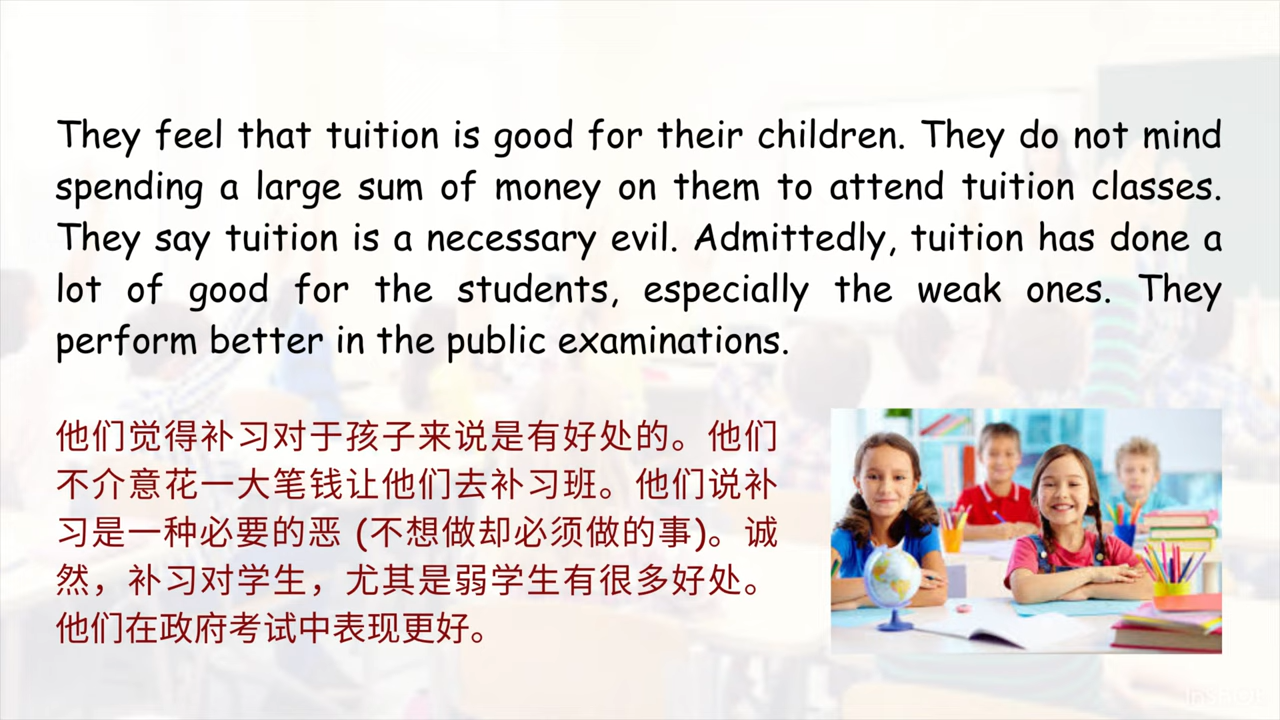 They feel that tuition is good for their children. They do not mind
spending a large sum of money on them to attend tuition classes.
They say tuition is a necessary evil. Admittedly, tuition has done a
lot of good for the students, especially the weak ones. They
perform better in the public examinations.
他们觉得补习对于孩子来说是有好处的。他们
不介意花一大笔钱让他们去补习班。他们说补
习是一种必要的恶 (不想做却必须做的事)。诚
然，补习对学生，尤其是弱学生有很多好处。
他们在政府考试中表现更好。